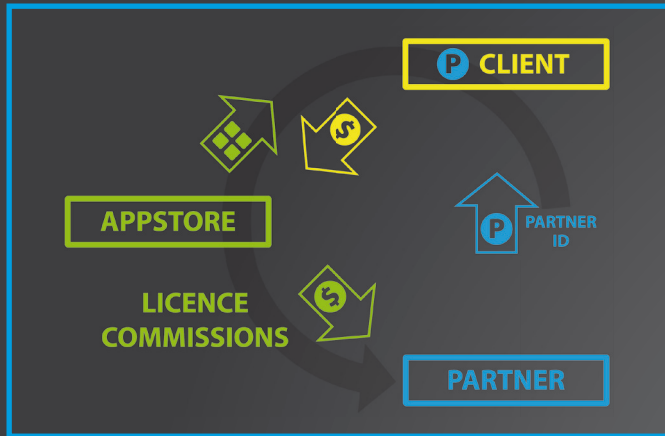 P CLIENT
$
APPSTORE
P PARTNER
ID
LICENCE
COMMISSIONS
$
PARTNER